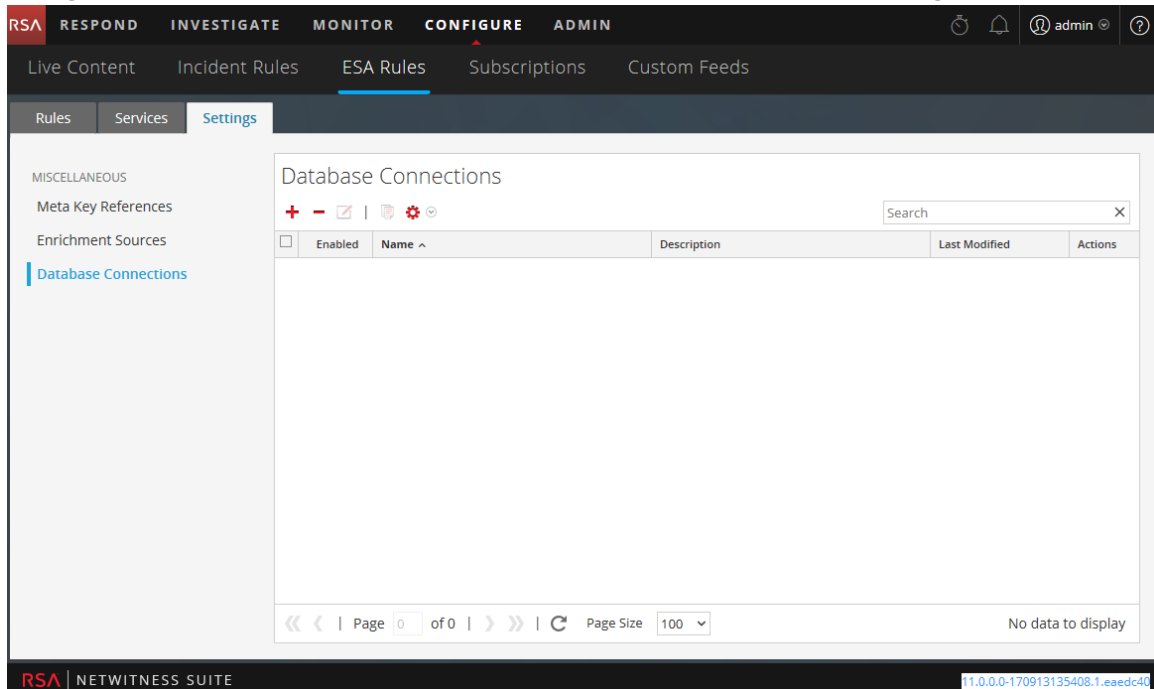 RSA RESPOND INVESTIGATE MONITOR CONFIGURE ADMIN admin ?
Live Content Incident Rules ESA Rules Subscriptions Custom Feeds
Rules Services Settings
MISCELLANEOUS
Meta Key References
Enrichment Sources
Database Connections
Database Connections
Search
Enabled Name Description Last Modified Actions
Page 0 of 0 Page Size 100 No data to display
RSA NETWITNESS SUITE 11.0.0.0-170913135408.1.eaedc40